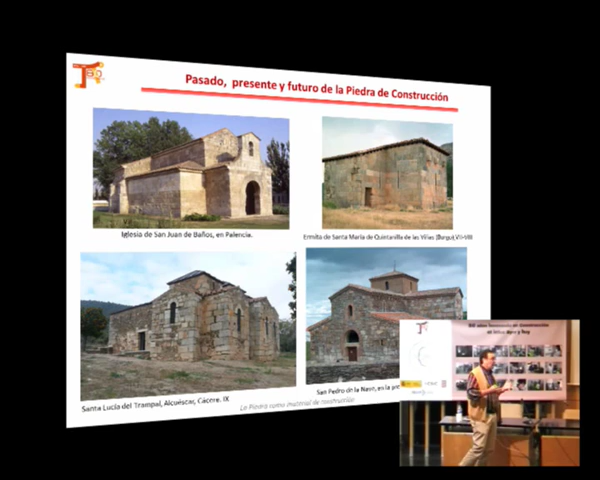 Pasado, presente y futuro de la Piedra de Construcción
Iglesia de San Juan de Baños, en Palencia.
Ermita de Santa María de Quintanilla de las Viñas (Burgos) VII-VIII
Santa Lucía del Trampal, Alcuéscar, Cácere. IX
San Pedro de la Nave, en la pro
La Piedra como material de construcción